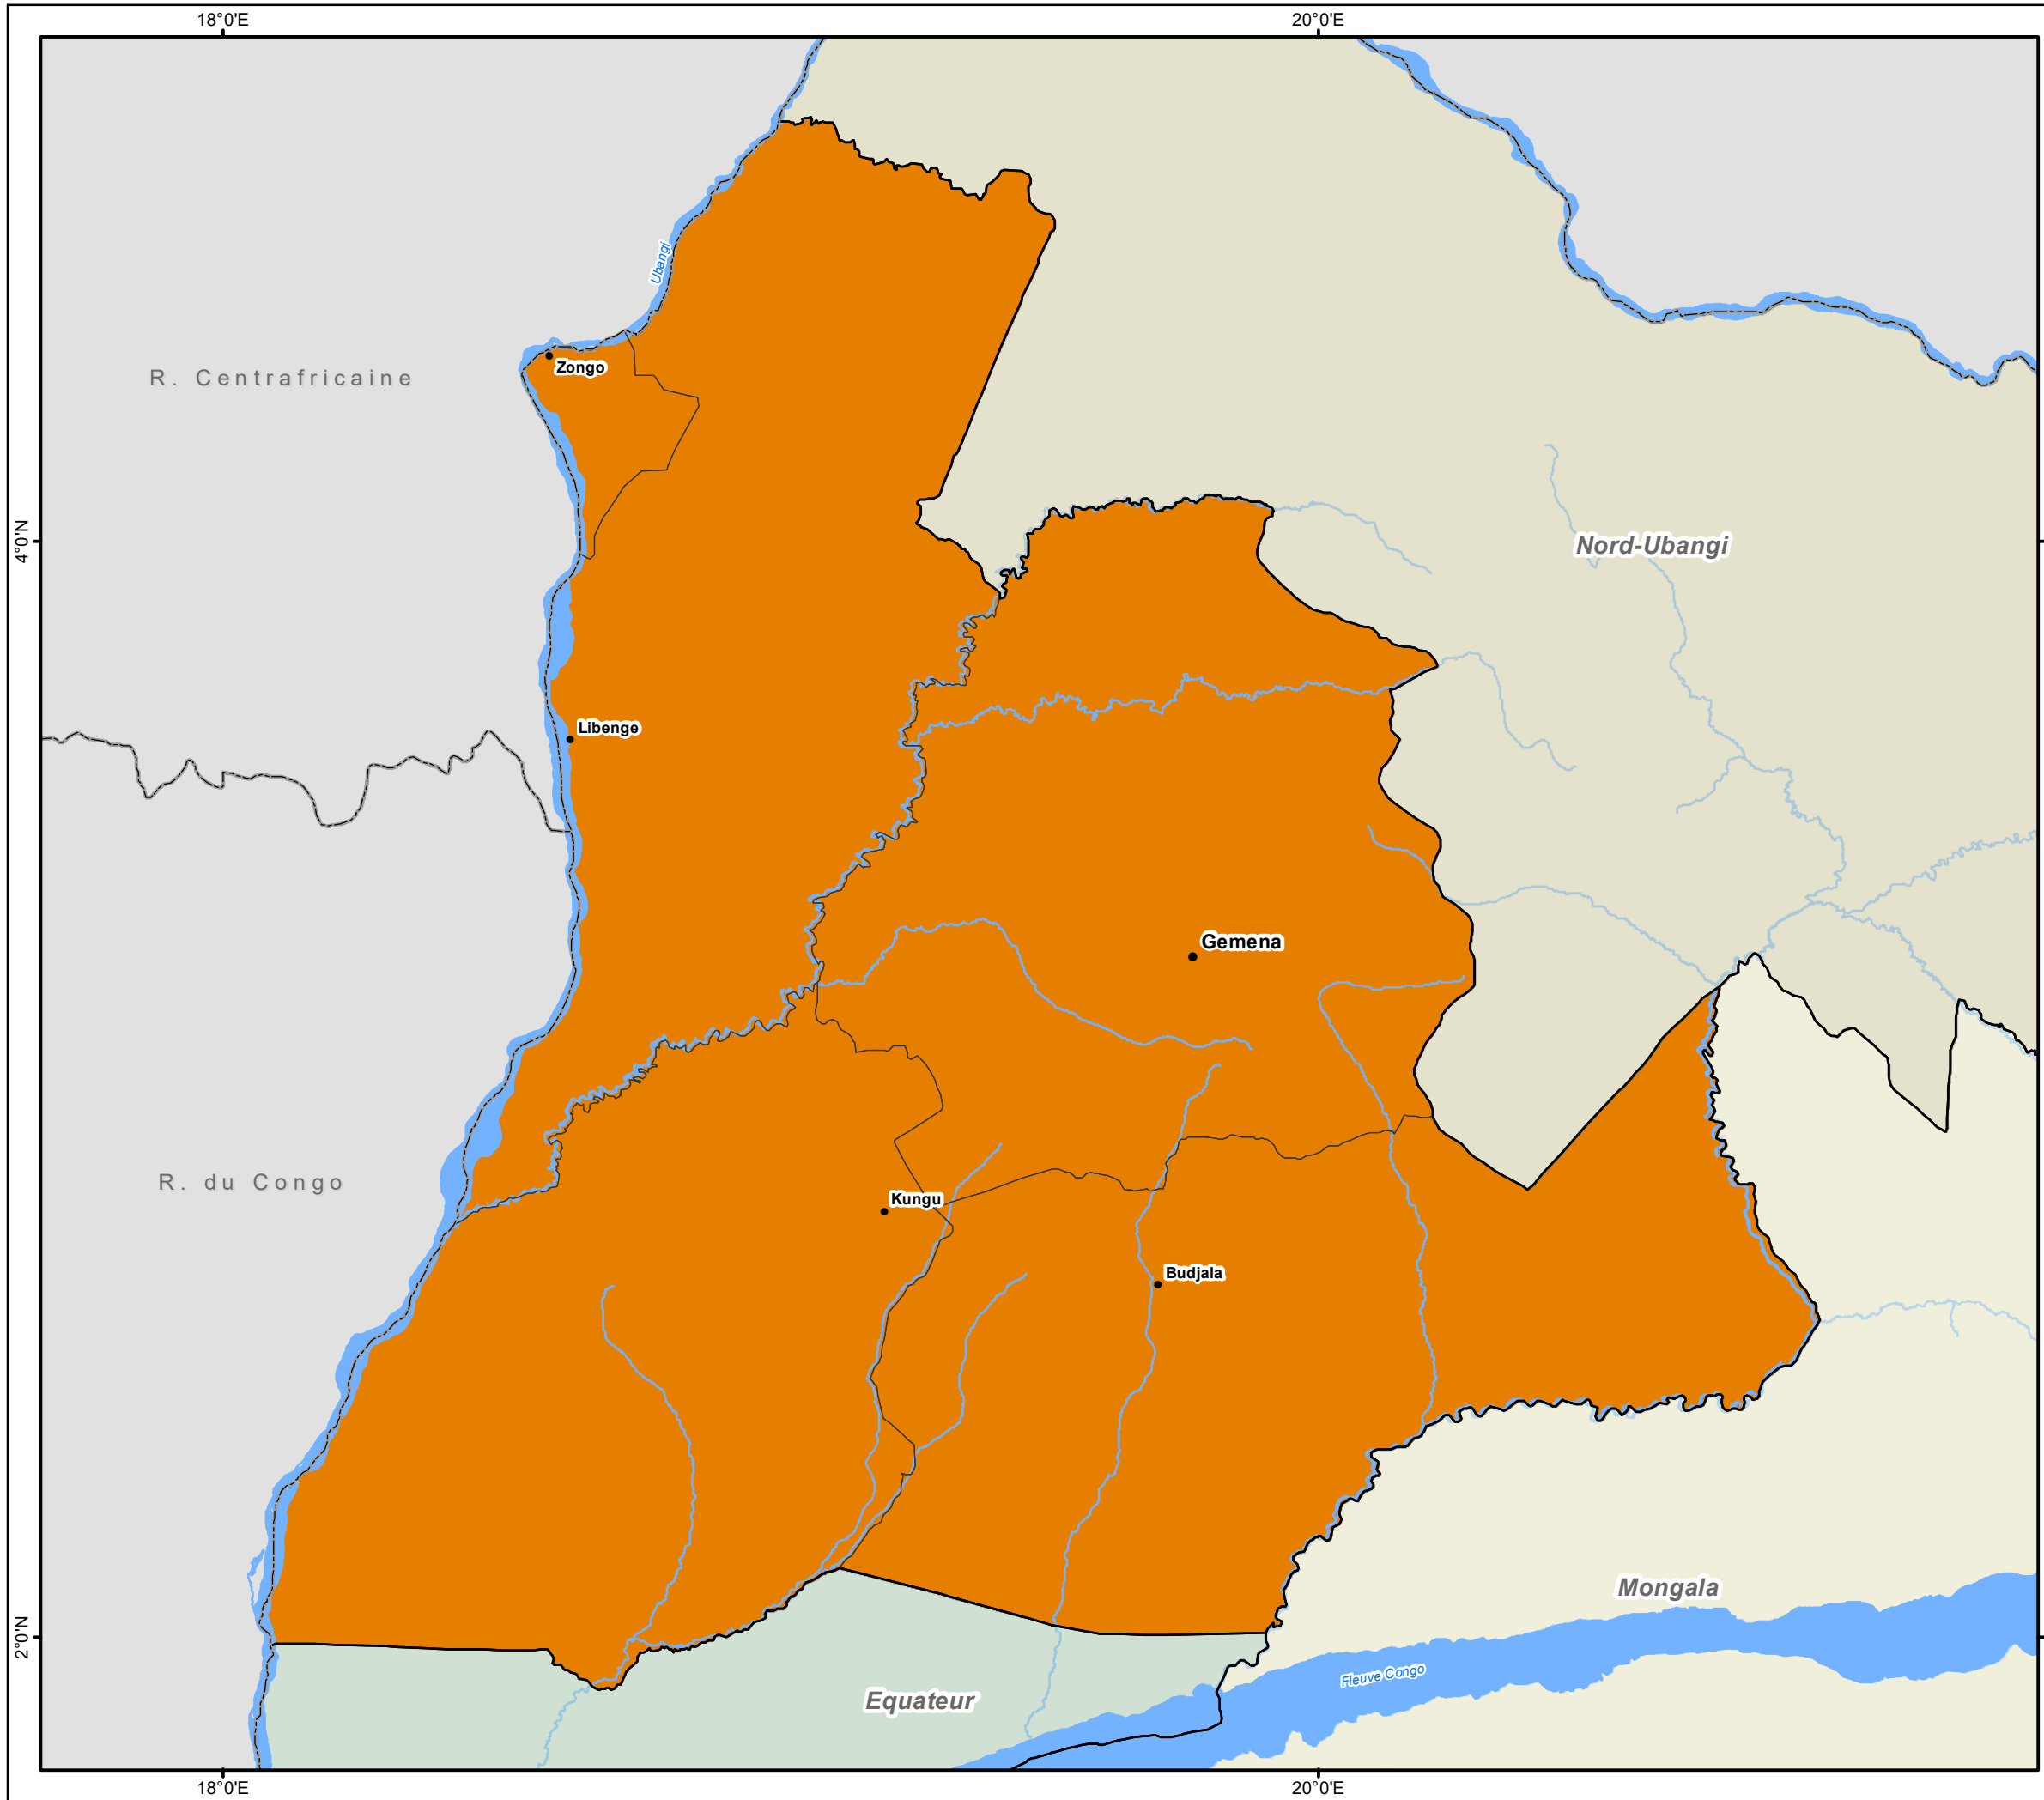 18°0'E
20°0'E
Ubangi
Zongo
R. Centrafricaine
4°0'N
Nord-Ubangi
Libenge
Gemena
R. du Congo
Kungu
Budjala
Mongala
2°0'N
Fleuve Congo
Equateur
18°0'E
20°0'E